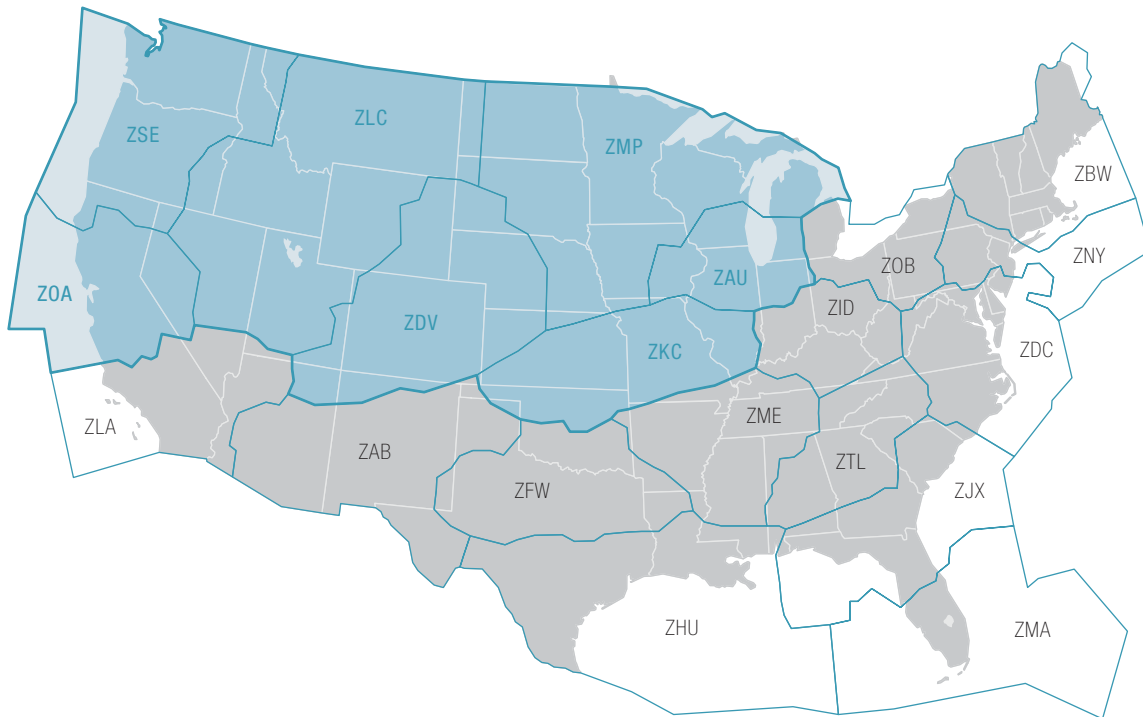 ZLC
ZSE
ZMP
ZBW
ZNY
ZOB
ZAU
ZOA
ZID
ZDV
ZKC
ZDC
ZME
ZLA
ZAB
ZTL
ZFW
ZJX
ZHU
ZMA